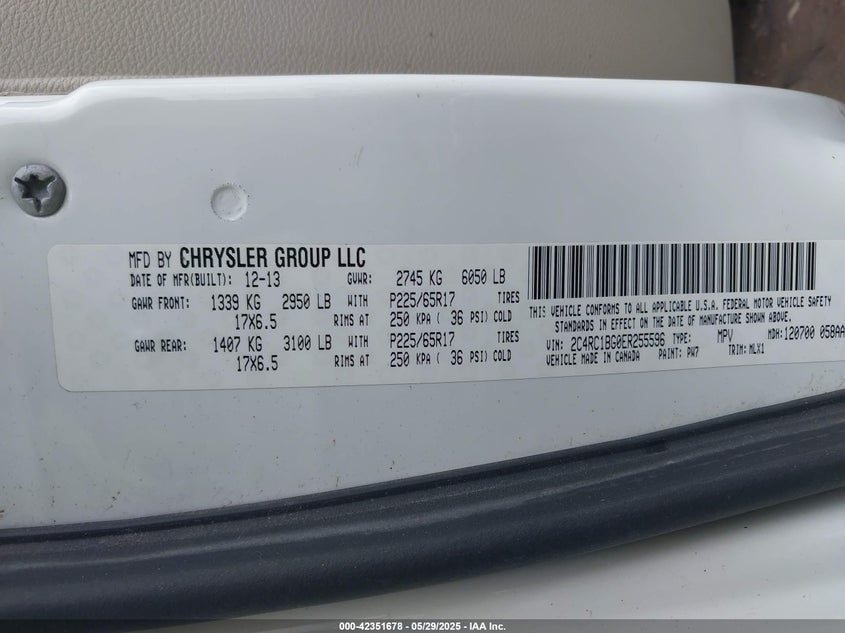 MFD BY CHRYSLER GROUP LLC
DATE OF MFR(BUILT): 12-13 GVWR: 2745 KG 6050 LB
GAWR FRONT: 1339 KG 2950 LB WITH P225/65R17 TIRES
17X6.5 RIMS AT 250 KPA ( 36 PSI) COLD
GAWR REAR: 1407 KG 3100 LB WITH P225/65R17 TIRES
17X6.5 RIMS AT 250 KPA ( 36 PSI) COLD
THIS VEHICLE CONFORMS TO ALL APPLICABLE U.S.A. FEDERAL MOTOR VEHICLE SAFETY
STANDARDS IN EFFECT ON THE DATE OF MANUFACTURE SHOWN ABOVE.
VIN: 2C4RC1BG0ER255596 TYPE: MPV MDH: 120700 058AA
VEHICLE MADE IN CANADA PAINT: PW7 TRIM: MLX1
000-42351678 - 05/29/2025 - IAA Inc.